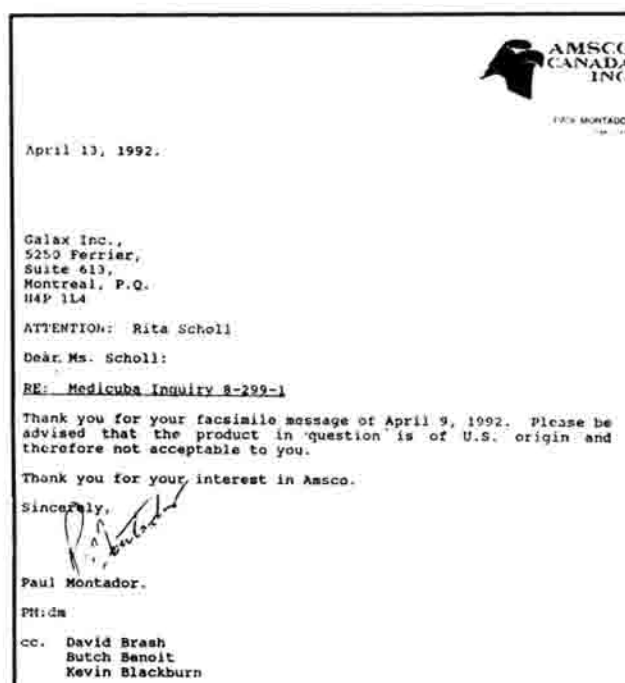 AMSCO
CANADA
INC
MONTADO
April 13, 1992.
Galax Inc.,
5250 Ferrier,
Suite 613,
Montreal, P.Q.
H4P 1L4
ATTENTION: Rita Scholl
Dear Ms. Scholl:
RE: Medicuba Inquiry 8-299-1
Thank you for your facsimile message of April 9, 1992. Please be
advised that the product in question is of U.S. origin and
therefore not acceptable to you.
Thank you for your interest in Amsco.
Sincerely,
Paul Montador.
PM:dm
cc. David Brash
Butch Benoit
Kevin Blackburn